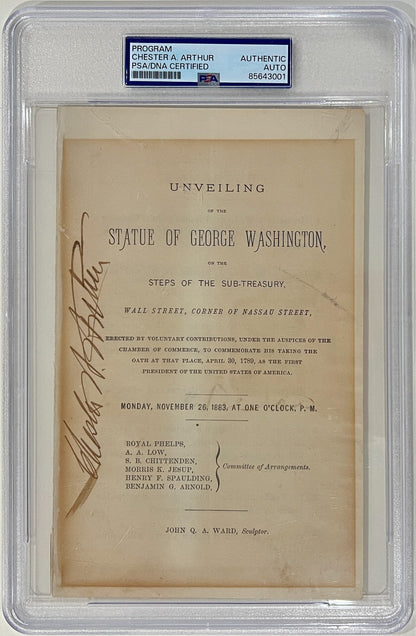 PROGRAM
CHESTER A. ARTHUR
PSA/DNA CERTIFIED
AUTHENTIC
AUTO
85643001
PSA
UNVEILING
OF THE
STATUE OF GEORGE WASHINGTON,
ON THE
STEPS OF THE SUB-TREASURY,
WALL STREET, CORNER OF NASSAU STREET,
ERECTED BY VOLUNTARY CONTRIBUTIONS, UNDER THE AUSPICES OF THE
CHAMBER OF COMMERCE, TO COMMEMORATE HIS TAKING THE
OATH AT THAT PLACE, APRIL 30, 1789, AS THE FIRST
PRESIDENT OF THE UNITED STATES OF AMERICA.
MONDAY, NOVEMBER 26, 1883, AT ONE O'CLOCK, P. M.
ROYAL PHELPS,
A. A. LOW,
S. B. CHITTENDEN,
MORRIS K. JESUP,
HENRY F. SPAULDING,
BENJAMIN G. ARNOLD,
Committee of Arrangements.
JOHN Q. A. WARD, Sculptor.
Chester A. Arthur